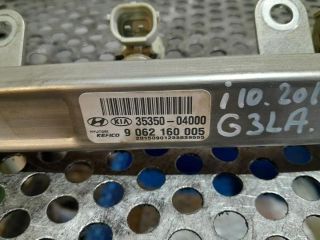 KIA 35350-04000
HYUNDAI KEFICO 9 062 160 005
i10.201
G3LA.